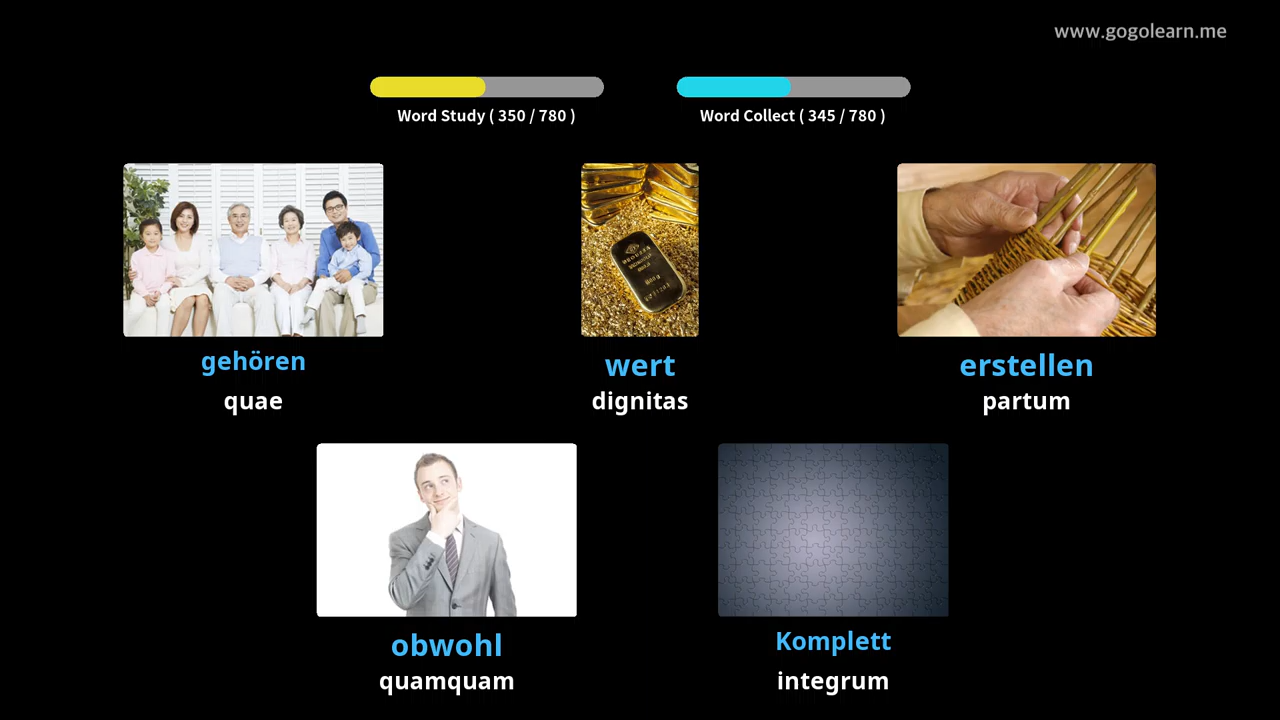 www.gogolearn.me
Word Study ( 350 / 780 )
Word Collect ( 345 / 780 )
gehören
wert
erstellen
quae
dignitas
partum
obwohl
Komplett
quamquam
integrum